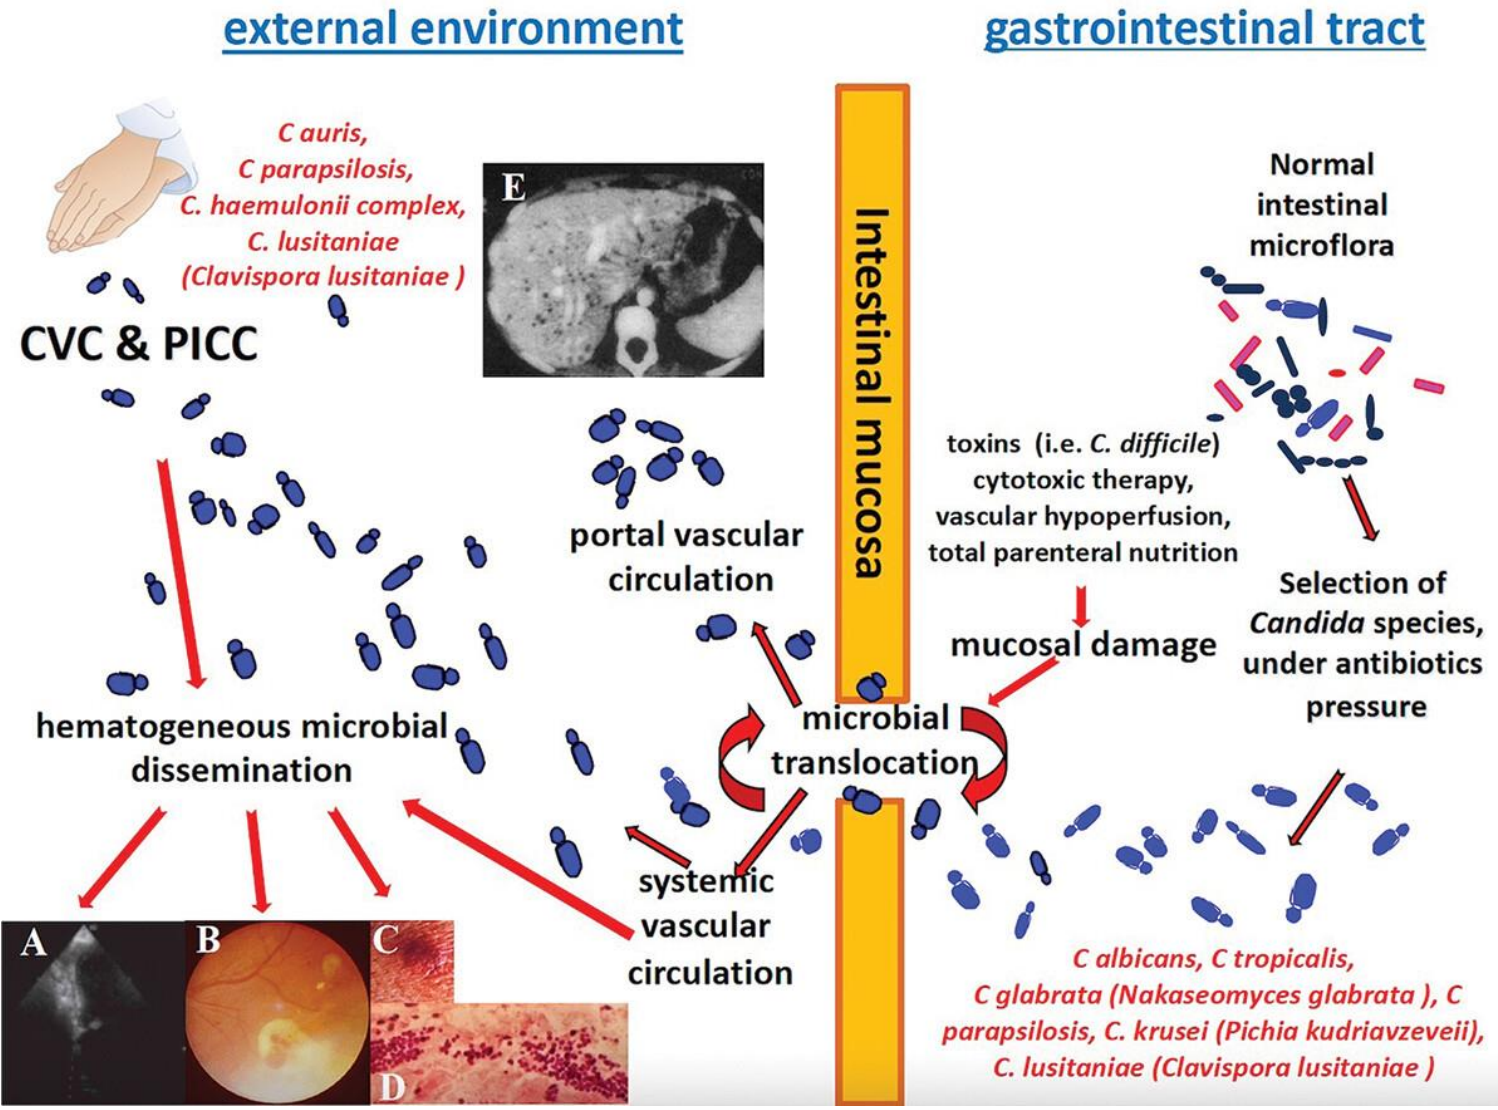 external environment
gastrointestinal tract
C auris,
C parapsilosis,
C. haemulonii complex,
C. lusitaniae
(Clavispora lusitaniae )
CVC & PICC
E
Intestinal mucosa
Normal
intestinal
microflora
toxins (i.e. C. difficile)
cytotoxic therapy,
vascular hypoperfusion,
total parenteral nutrition
mucosal damage
Selection of
Candida species,
under antibiotics
pressure
portal vascular
circulation
microbial
translocation
hematogeneous microbial
dissemination
systemic
vascular
circulation
A
B
C
D
C albicans, C tropicalis,
C glabrata (Nakaseomyces glabrata ), C
parapsilosis, C. krusei (Pichia kudriavzeveii),
C. lusitaniae (Clavispora lusitaniae )